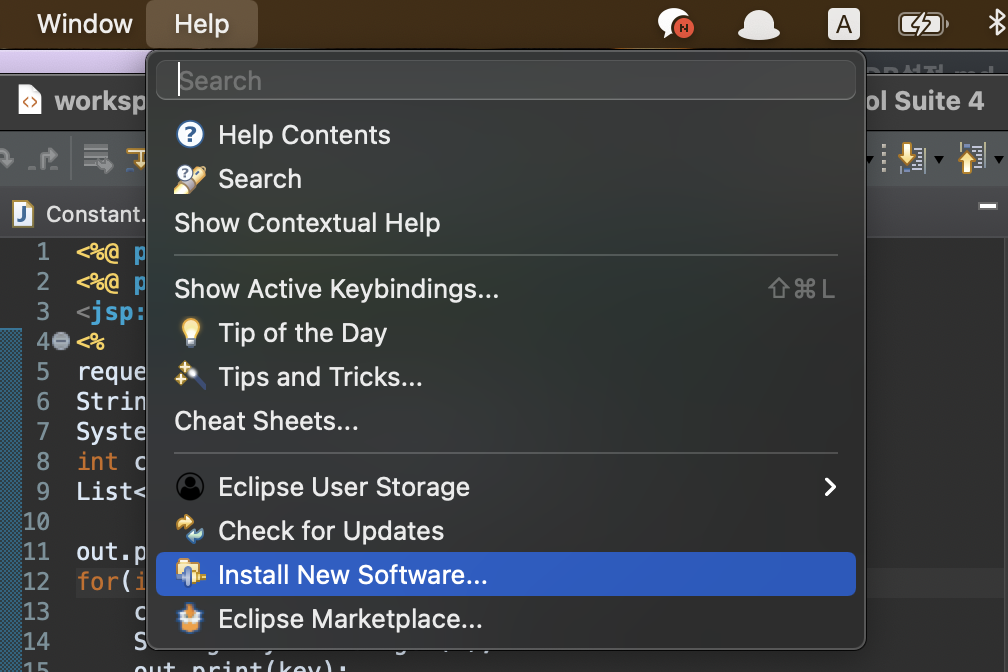 Window Help A
Search
worksp ol Suite 4
Help Contents
Search
Show Contextual Help
Constant.
Show Active Keybindings... ⇧⌘L
Tip of the Day
Tips and Tricks...
Cheat Sheets...
Eclipse User Storage
Check for Updates
Install New Software...
Eclipse Marketplace...
1 <%@ p
2 <%@ p
3 <jsp:
4 <%
5 reque
6 Strin
7 Syste
8 int c
9 List<
10
11 out.p
12 for(i
13 c
14 S
15 out.print(key);